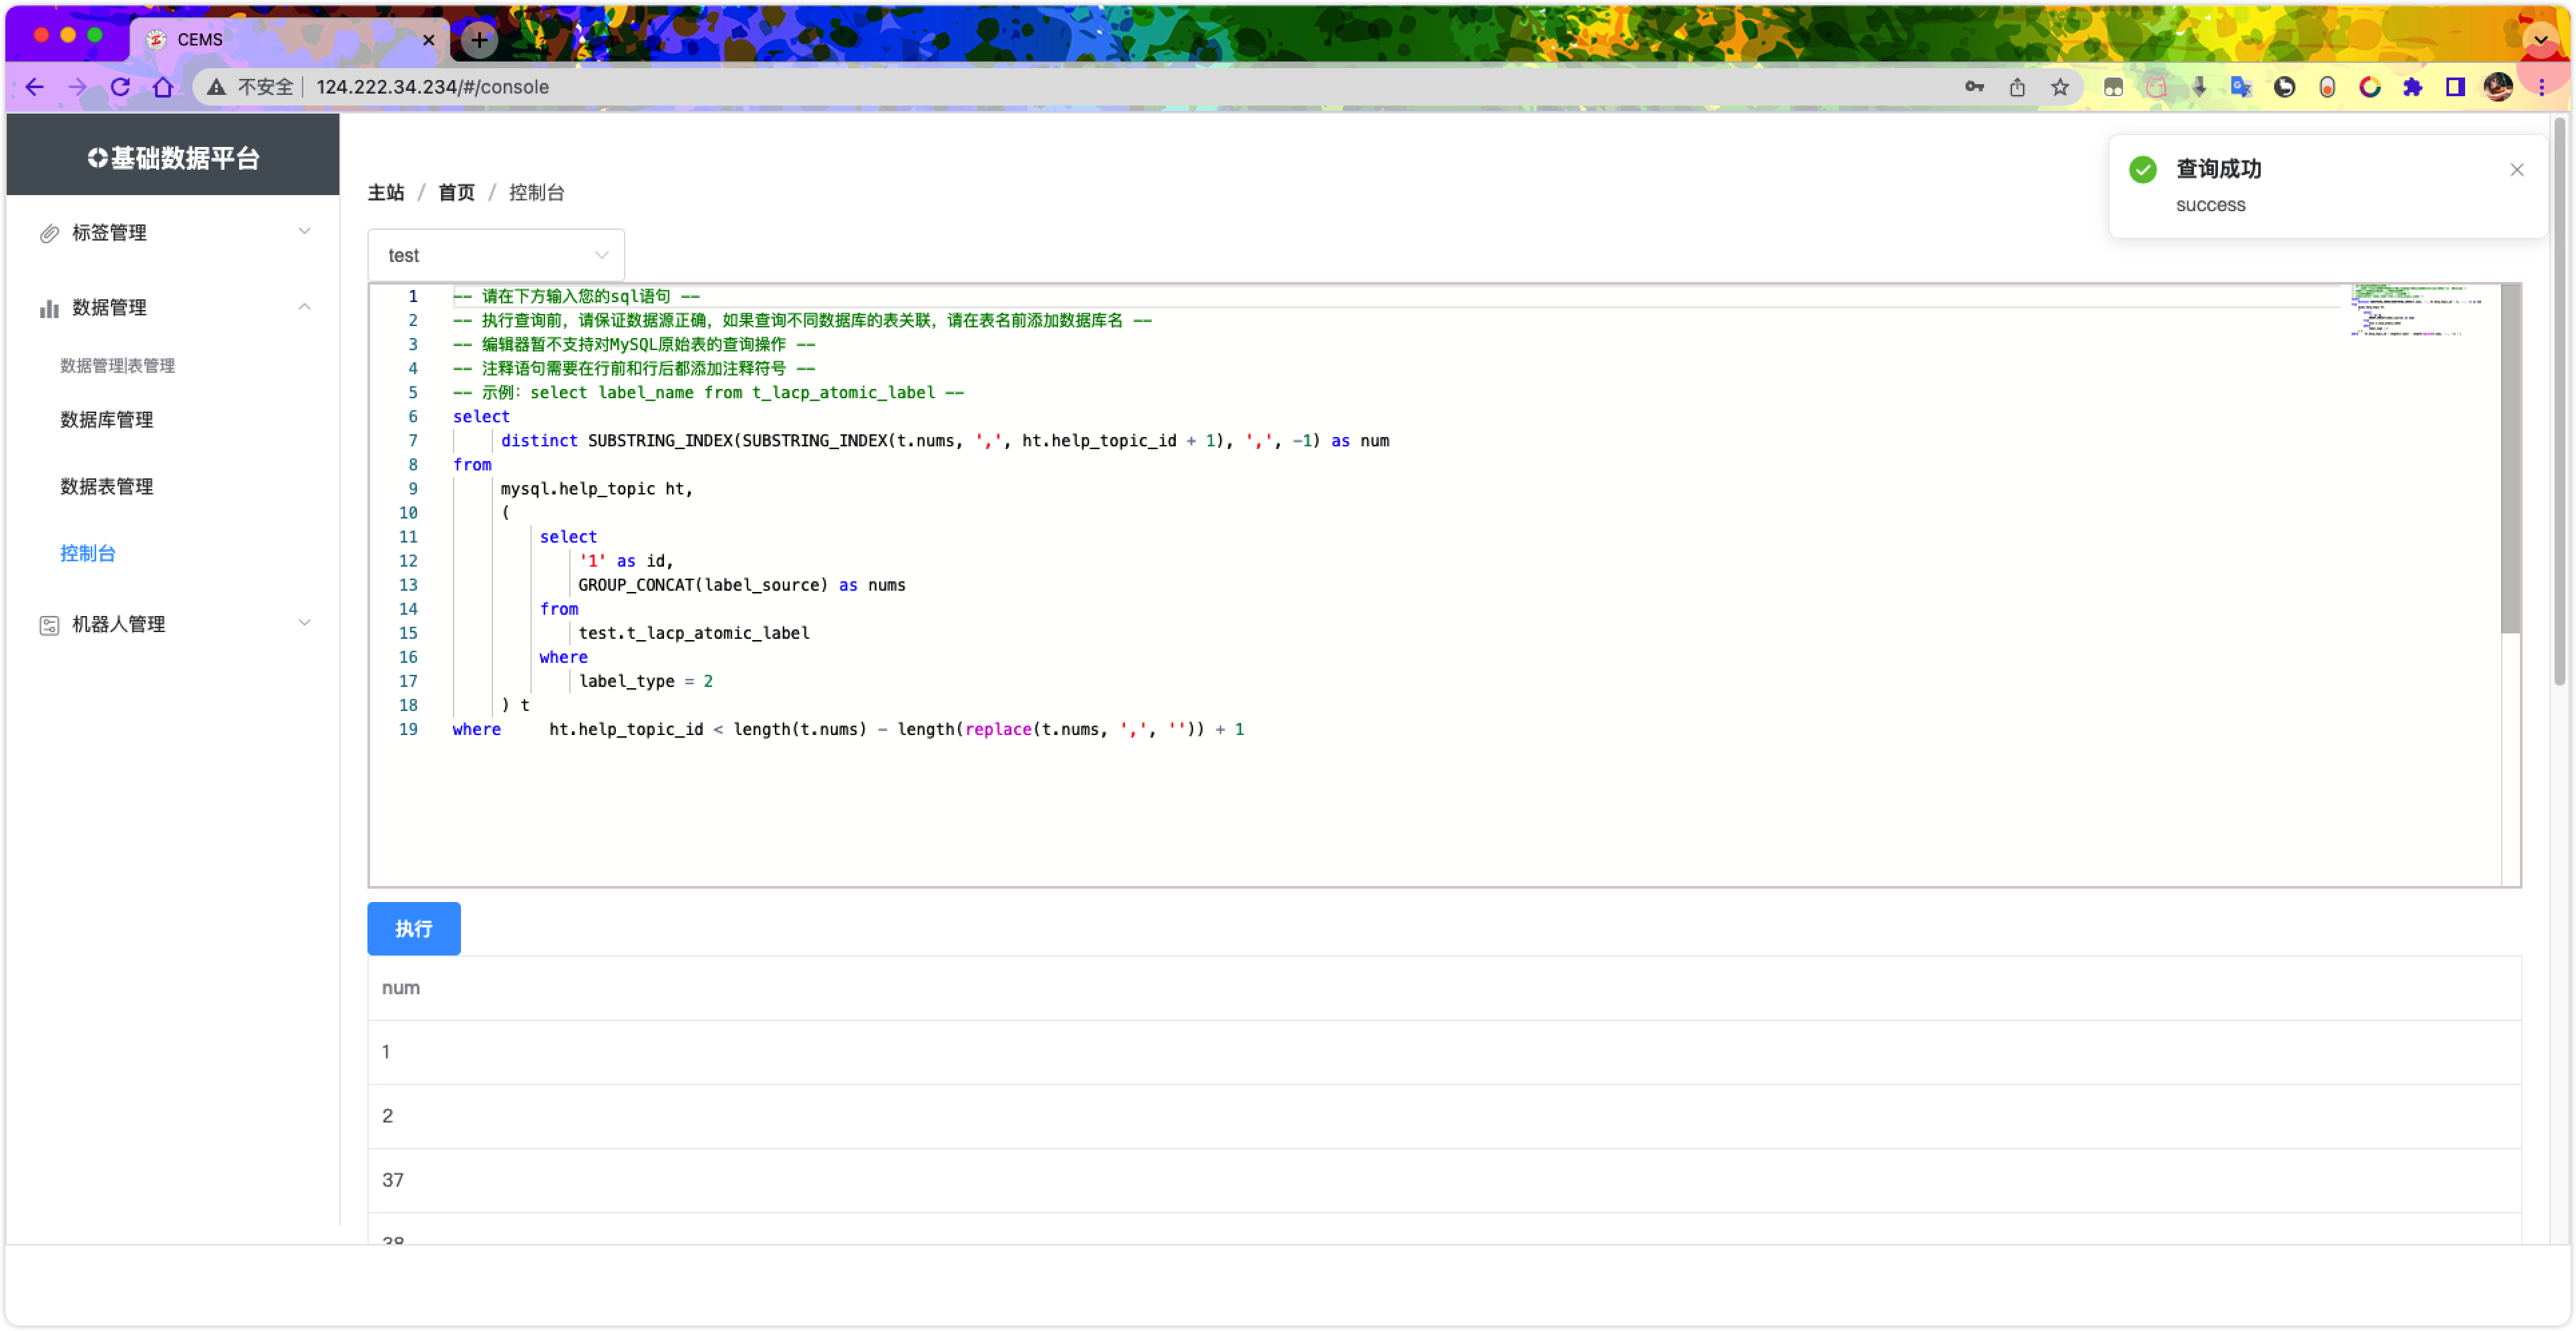 CEMS
不安全 124.222.34.234/#/console
基础数据平台
标签管理
数据管理
数据管理|表管理
数据库管理
数据表管理
控制台
机器人管理
主站 / 首页 / 控制台
查询成功
success
test
1 -- 请在下方输入您的sql语句 --
2 -- 执行查询前，请保证数据源正确，如果查询不同数据库的表关联，请在表名前添加数据库名 --
3 -- 编辑器暂不支持对MySQL原始表的查询操作 --
4 -- 注释语句需要在行前和行后都添加注释符号 --
5 -- 示例：select label_name from t_lacp_atomic_label --
6 select
7 distinct SUBSTRING_INDEX(SUBSTRING_INDEX(t.nums, ',', ht.help_topic_id + 1), ',', -1) as num
8 from
9 mysql.help_topic ht,
10 (
11 select
12 '1' as id,
13 GROUP_CONCAT(label_source) as nums
14 from
15 test.t_lacp_atomic_label
16 where
17 label_type = 2
18 ) t
19 where ht.help_topic_id < length(t.nums) - length(replace(t.nums, ',', '')) + 1
执行
num
1
2
37
38